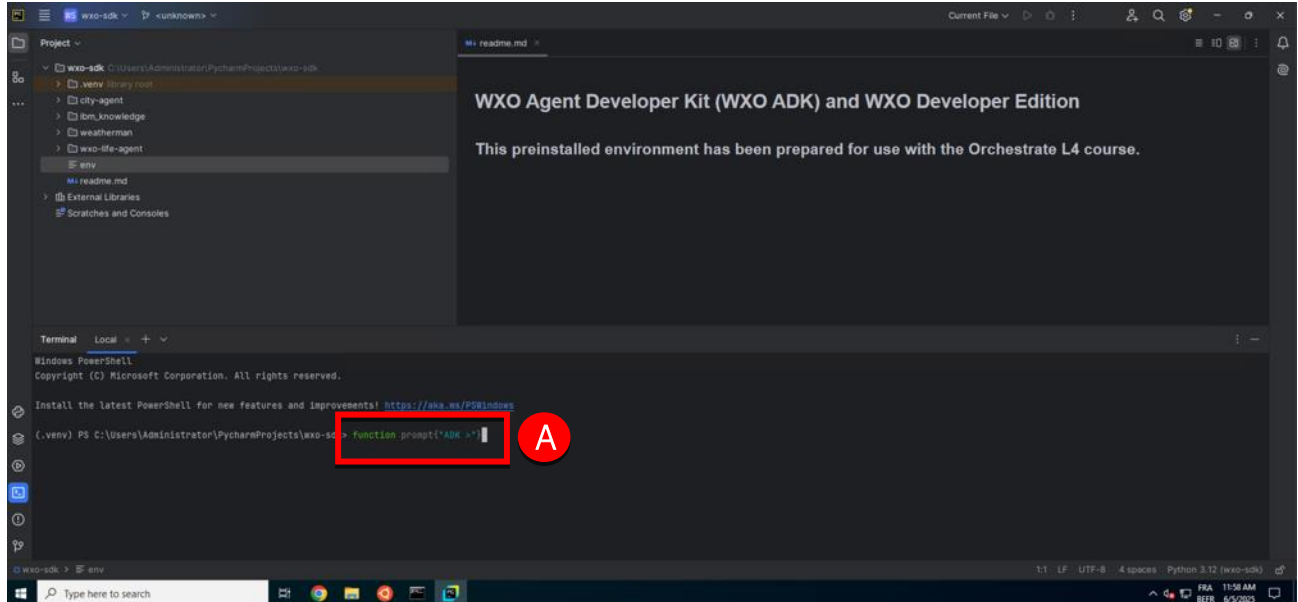 WS wxo-sdk <unknown> Current File
Project
readme.md
wxo-sdk C:\Users\Administrator\PycharmProjects\wxo-sdk
.venv library root
city-agent
ibm_knowledge
weatherman
wxo-life-agent
env
readme.md
External Libraries
Scratches and Consoles
WXO Agent Developer Kit (WXO ADK) and WXO Developer Edition
This preinstalled environment has been prepared for use with the Orchestrate L4 course.
Terminal Local
Windows PowerShell
Copyright (C) Microsoft Corporation. All rights reserved.
Install the latest PowerShell for new features and improvements! https://aka.ms/PSWindows
(.venv) PS C:\Users\Administrator\PycharmProjects\wxo-sdk> function prompt{"ADK >"}
A
wxo-sdk > env 1:1 LF UTF-8 4 spaces Python 3.12 (wxo-sdk)
Type here to search
FRA 11:58 AM
BEFR 6/5/2025